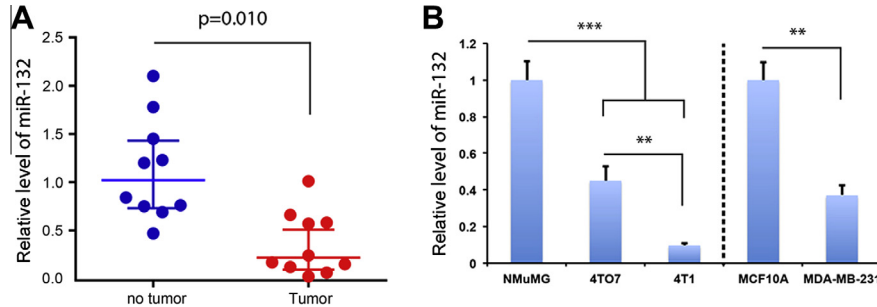 A
p=0.010
Relative level of miR-132
2.5
2.0
1.5
1.0
0.5
0.0
no tumor
Tumor
B
Relative level of miR-132
1.2
1
0.8
0.6
0.4
0.2
0
***
**
**
NMuMG
4TO7
4T1
MCF10A
MDA-MB-231